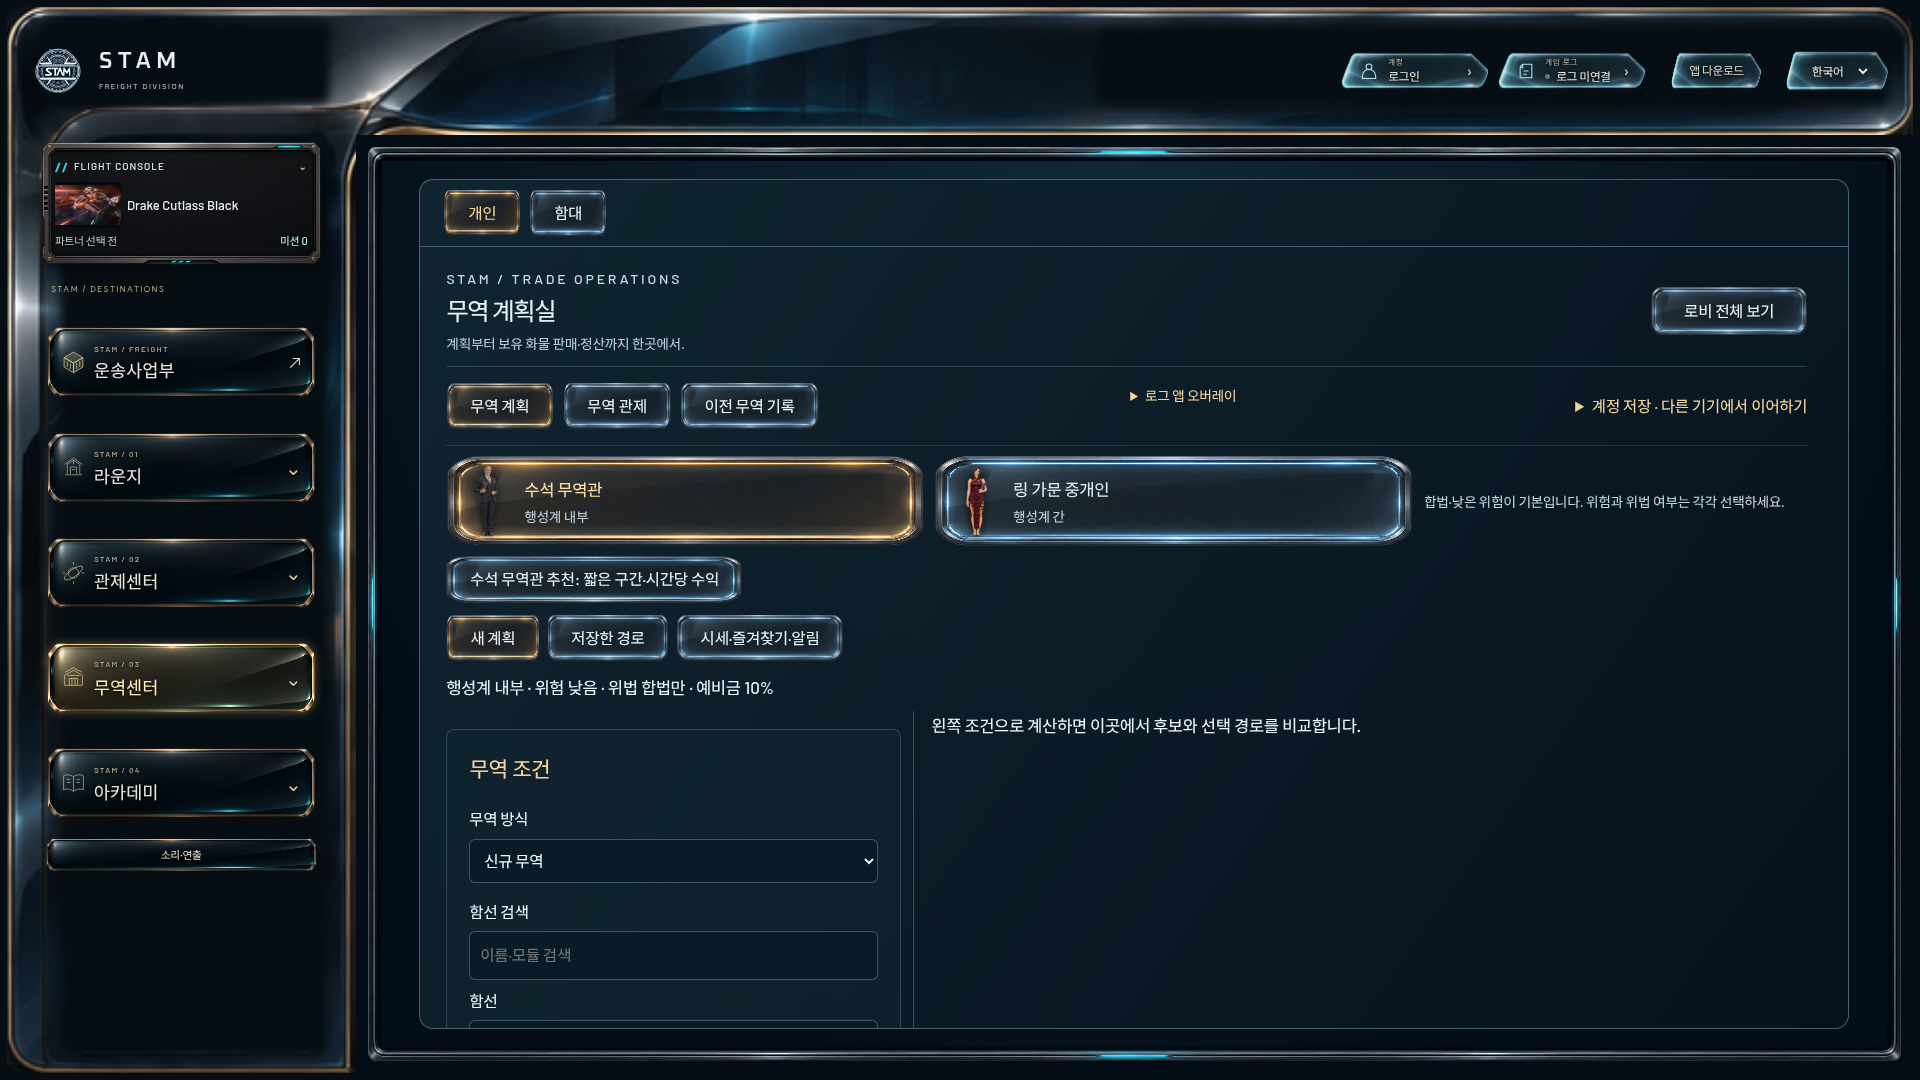 STAM
STAM
FREIGHT DIVISION
계정
로그인
게임 로그
로그 미연결
앱 다운로드
한국어
// FLIGHT CONSOLE
Drake Cutlass Black
파트너 선택 전
미션 0
STAM / DESTINATIONS
STAM / FREIGHT
운송사업부
STAM / 01
라운지
STAM / 02
관제센터
STAM / 03
무역센터
STAM / 04
아카데미
소리·연출
개인
함대
STAM / TRADE OPERATIONS
무역 계획실
계획부터 보유 화물 판매·정산까지 한곳에서.
로비 전체 보기
무역 계획
무역 관제
이전 무역 기록
▶ 로그 앱 오버레이
▶ 계정 저장 · 다른 기기에서 이어하기
수석 무역관
행성계 내부
링 가문 중개인
행성계 간
합법·낮은 위험이 기본입니다. 위험과 위법 여부는 각각 선택하세요.
수석 무역관 추천: 짧은 구간·시간당 수익
새 계획
저장한 경로
시세·즐겨찾기·알림
행성계 내부 · 위험 낮음 · 위법 합법만 · 예비금 10%
왼쪽 조건으로 계산하면 이곳에서 후보와 선택 경로를 비교합니다.
무역 조건
무역 방식
신규 무역
함선 검색
이름·모듈 검색
함선